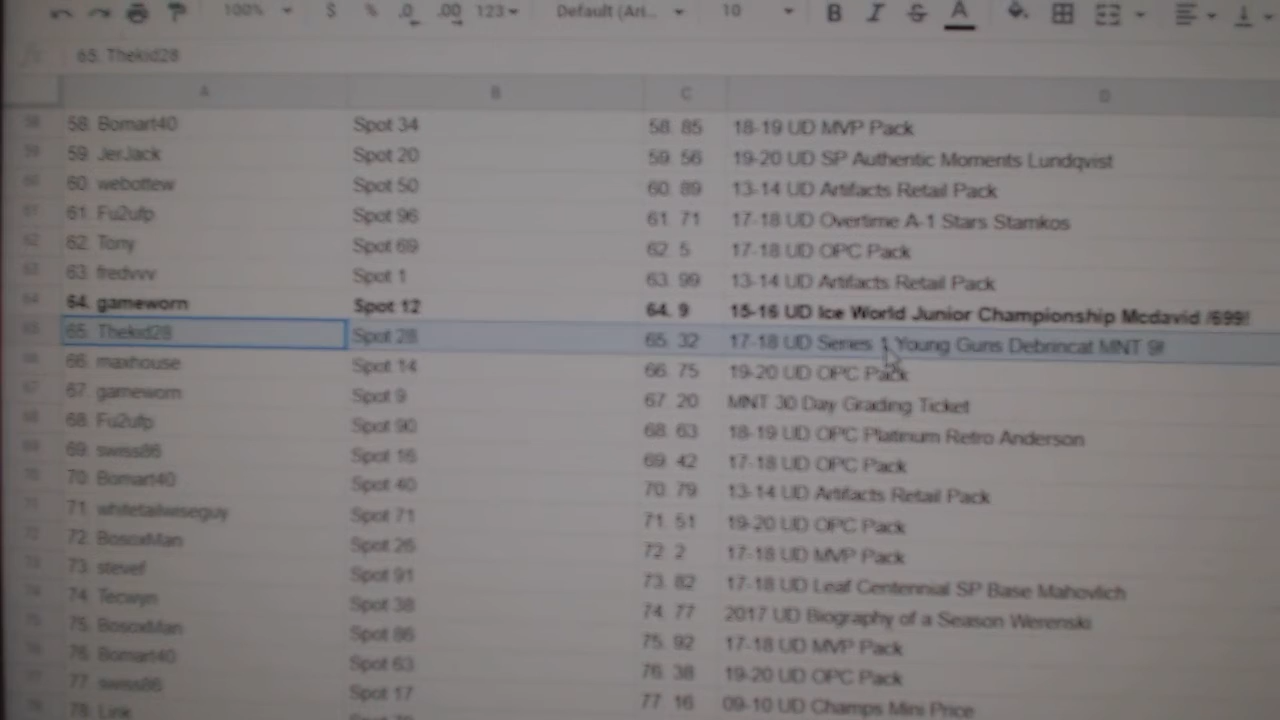 100% $ % .0 .00 123 Default (Ari... 10 B I S A
65. Thekid28
A B C D
58. Bomart40 Spot 34 58. 85 18-19 UD MVP Pack
59. JerJack Spot 20 59. 56 19-20 UD SP Authentic Moments Lundqvist
60. webottew Spot 50 60. 89 13-14 UD Artifacts Retail Pack
61. Fu2ufp Spot 96 61. 71 17-18 UD Overtime A-1 Stars Stamkos
62. Tony Spot 69 62. 5 17-18 UD OPC Pack
63. fredvvv Spot 1 63. 99 13-14 UD Artifacts Retail Pack
64. gameworn Spot 12 64. 9 15-16 UD Ice World Junior Championship Mcdavid /699!
65. Thekid28 Spot 28 65. 32 17-18 UD Series 1 Young Guns Debrincat MNT 9!
66. maxhouse Spot 14 66. 75 19-20 UD OPC Pack
67. gameworn Spot 9 67. 20 MNT 30 Day Grading Ticket
68. Fu2ufp Spot 90 68. 63 18-19 UD OPC Platinum Retro Anderson
69. swiss86 Spot 16 69. 42 17-18 UD OPC Pack
70. Bomart40 Spot 40 70. 79 13-14 UD Artifacts Retail Pack
71. whitetailwiseguy Spot 71 71. 51 19-20 UD OPC Pack
72. BosoxMan Spot 26 72. 2 17-18 UD MVP Pack
73. stevef Spot 91 73. 82 17-18 UD Leaf Centennial SP Base Mahovlich
74. Tecwyn Spot 38 74. 77 2017 UD Biography of a Season Werenski
75. BosoxMan Spot 86 75. 92 17-18 UD MVP Pack
76. Bomart40 Spot 63 76. 38 19-20 UD OPC Pack
77. swiss86 Spot 17 77. 16 09-10 UD Champs Mini Price
78. Link